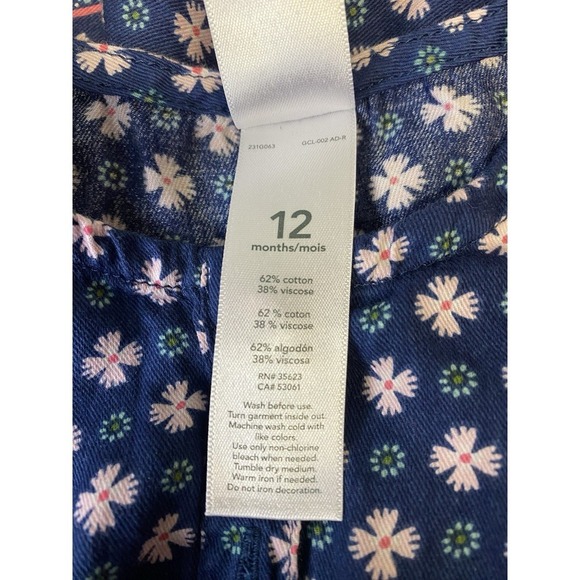 231G063 GCL-002 AD-R
12
months/mois
62% cotton
38% viscose
62 % coton
38 % viscose
62% algodón
38% viscosa
RN# 35623
CA# 53061
Wash before use.
Turn garment inside out.
Machine wash cold with
like colors.
Use only non-chlorine
bleach when needed.
Tumble dry medium.
Warm iron if needed.
Do not iron decoration.